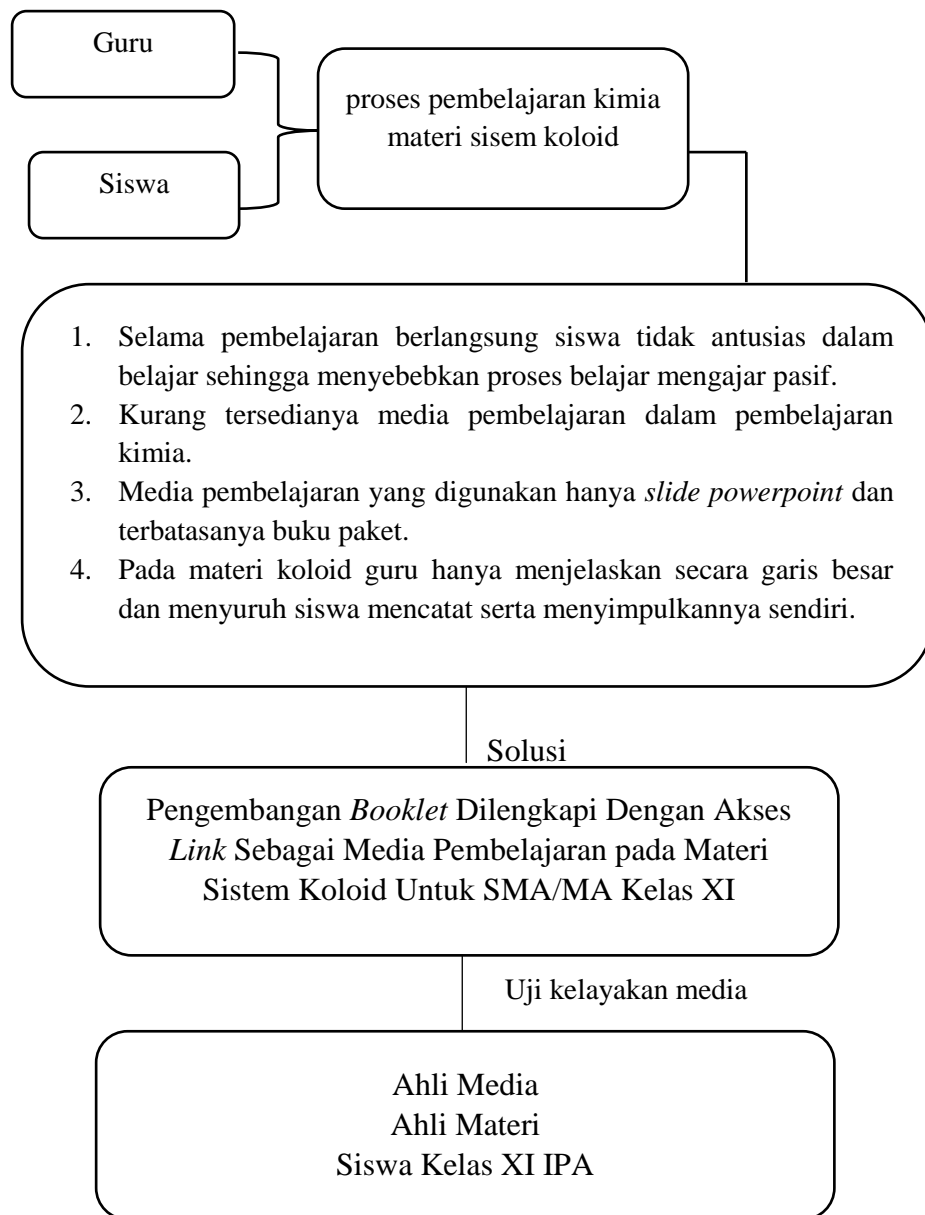 Guru
proses pembelajaran kimia
materi sisem koloid
Siswa
1. Selama pembelajaran berlangsung siswa tidak antusias dalam
belajar sehingga menyebebkan proses belajar mengajar pasif.
2. Kurang tersedianya media pembelajaran dalam pembelajaran
kimia.
3. Media pembelajaran yang digunakan hanya slide powerpoint dan
terbatasanya buku paket.
4. Pada materi koloid guru hanya menjelaskan secara garis besar
dan menyuruh siswa mencatat serta menyimpulkannya sendiri.
Solusi
Pengembangan Booklet Dilengkapi Dengan Akses
Link Sebagai Media Pembelajaran pada Materi
Sistem Koloid Untuk SMA/MA Kelas XI
Uji kelayakan media
Ahli Media
Ahli Materi
Siswa Kelas XI IPA